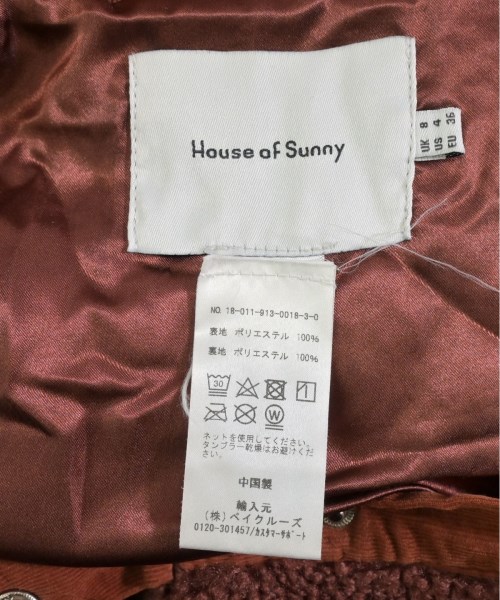 House of Sunny
UK 8
US 4
EU 36
NO. 18-011-913-0018-3-0
表地 ポリエステル 100%
裏地 ポリエステル 100%
30
W
ネットを使用してください。
タンブラー乾燥はお避けください。
中国製
輸入元
(株)ベイクルーズ
0120-301457/カスタマーサポート